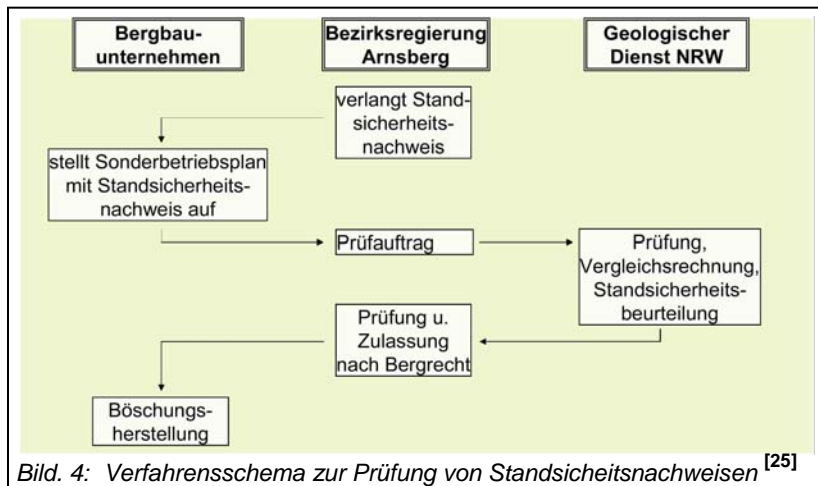 Bergbau-
unternehmen
Bezirksregierung
Arnsberg
Geologischer
Dienst NRW
verlangt Stand-
sicherheits-
nachweis
stellt Sonderbetriebsplan
mit Standsicherheits-
nachweis auf
Prüfauftrag
Prüfung,
Vergleichsrechnung,
Standsicherheits-
beurteilung
Prüfung u.
Zulassung
nach Bergrecht
Böschungs-
herstellung
Bild. 4: Verfahrensschema zur Prüfung von Standsicheitsnachweisen [25]